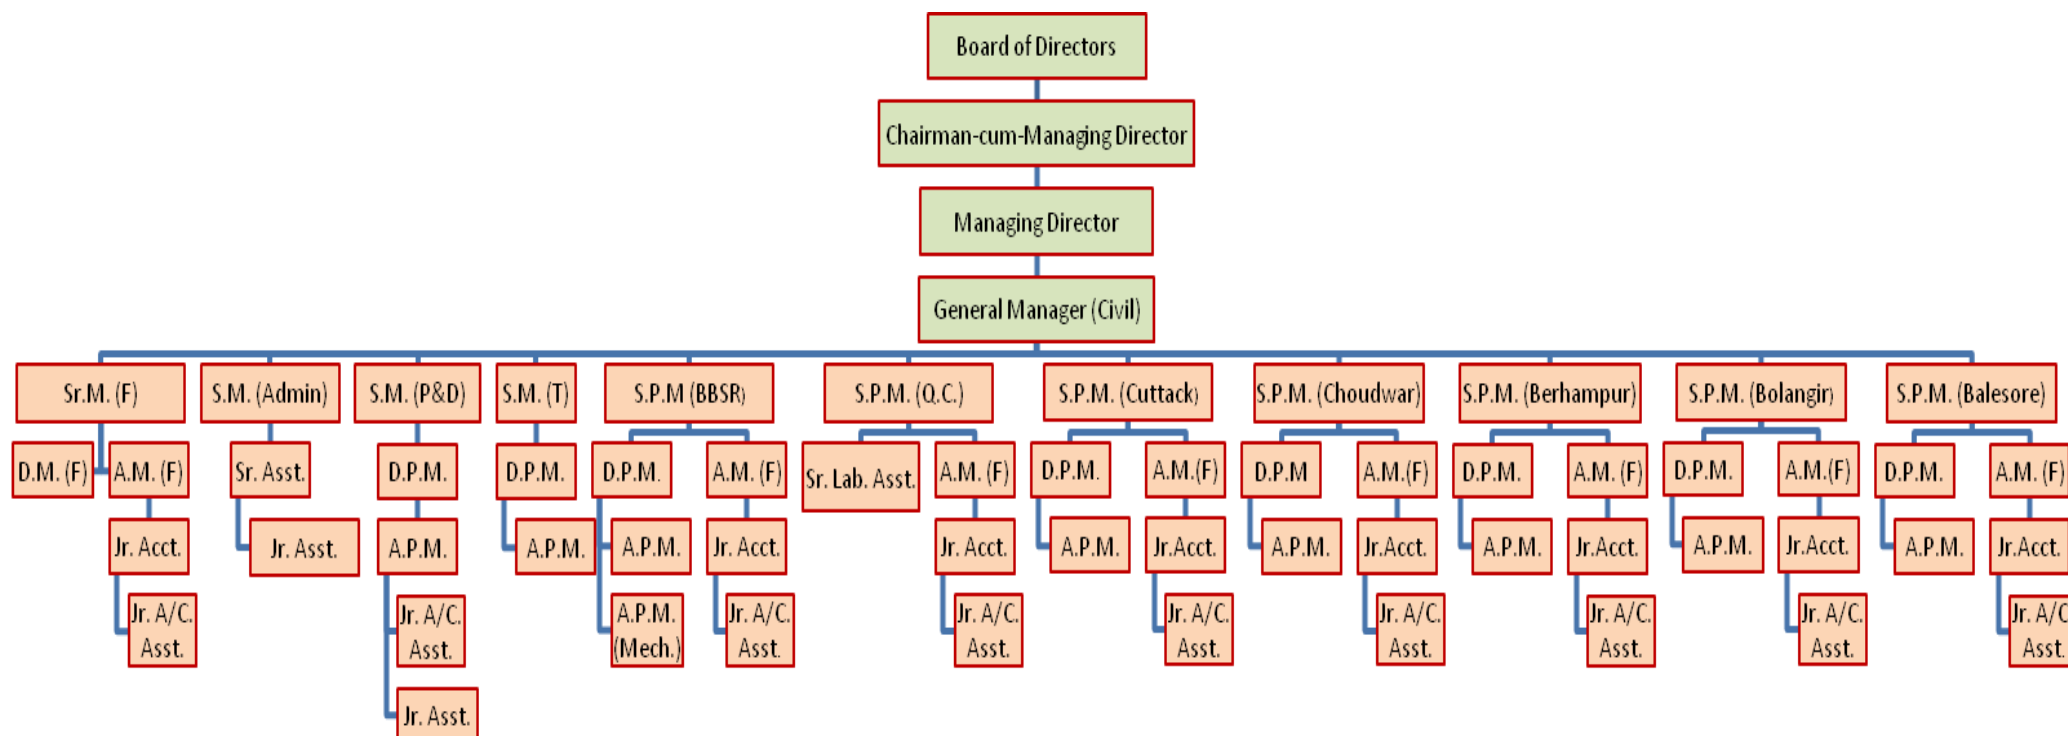 Board of Directors
Chairman-cum-Managing Director
Managing Director
General Manager (Civil)
Sr.M. (F) S.M. (Admin) S.M. (P&D) S.M. (T) S.P.M (BBSR) S.P.M. (Q.C.) S.P.M. (Cuttack) S.P.M. (Choudwar) S.P.M. (Berhampur) S.P.M. (Bolangir) S.P.M. (Balesore)
D.M. (F) A.M. (F) Sr. Asst. D.P.M. D.P.M. D.P.M. A.M. (F) Sr. Lab. Asst. A.M. (F) D.P.M. A.M.(F) D.P.M A.M.(F) D.P.M. A.M. (F) D.P.M. A.M.(F) D.P.M. A.M. (F)
Jr. Acct. Jr. Asst. A.P.M. A.P.M. A.P.M. Jr. Acct. Jr. Acct. A.P.M. Jr.Acct. A.P.M. Jr.Acct. A.P.M. Jr.Acct. A.P.M. Jr.Acct. A.P.M. Jr.Acct.
Jr. A/C. Jr. A/C. A.P.M. Jr. A/C. Jr. A/C. Jr. A/C. Jr. A/C. Jr. A/C. Jr. A/C. Jr. A/C
Asst. Asst. (Mech.) Asst. Asst. Asst. Asst. Asst. Asst. Asst.
Jr. Asst.